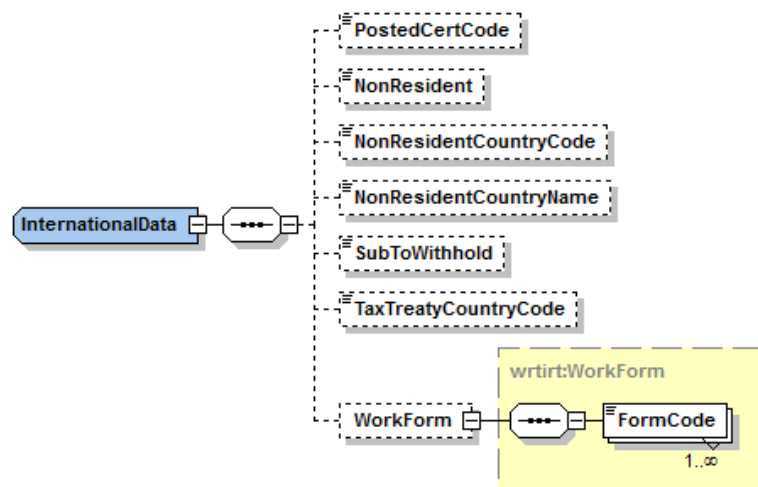 PostedCertCode
NonResident
NonResidentCountryCode
NonResidentCountryName
InternationalData
SubToWithhold
TaxTreatyCountryCode
wrtirt:WorkForm
WorkForm
FormCode
1..∞